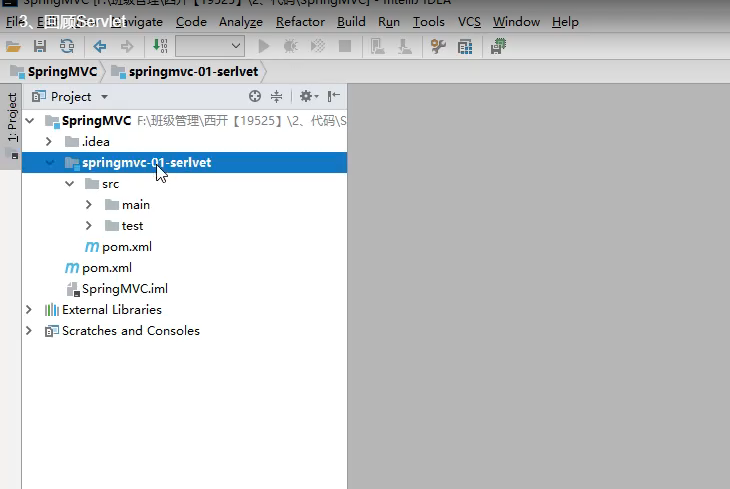 SpringMVC [F:\班级管理\西开【19525】\2、代码\SpringMVC] - IntelliJ IDEA
3、回顾Servlet
File Navigate Code Analyze Refactor Build Run Tools VCS Window Help
SpringMVC springmvc-01-serlvet
1: Project
Project
SpringMVC F:\班级管理\西开【19525】\2、代码\S
.idea
springmvc-01-serlvet
src
main
test
pom.xml
pom.xml
SpringMVC.iml
External Libraries
Scratches and Consoles